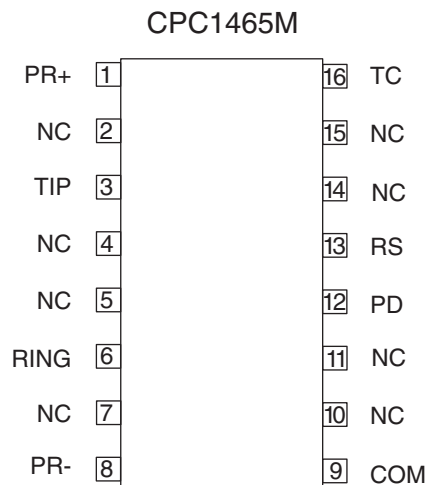 CPC1465M
PR+ 1 16 TC
NC 2 15 NC
TIP 3 14 NC
NC 4 13 RS
NC 5 12 PD
RING 6 11 NC
NC 7 10 NC
PR- 8 9 COM